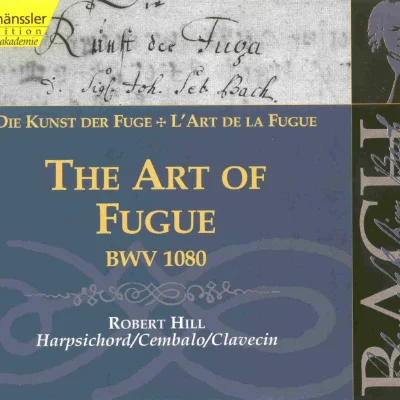 hänssler
edition
akademie
Kunst der Fuga
d. Sigl. Joh. Seb. Bach.
DIE KUNST DER FUGE + L'ART DE LA FUGUE
THE ART OF
FUGUE
BWV 1080
ROBERT HILL
Harpsichord/Cembalo/Clavecin
BACH